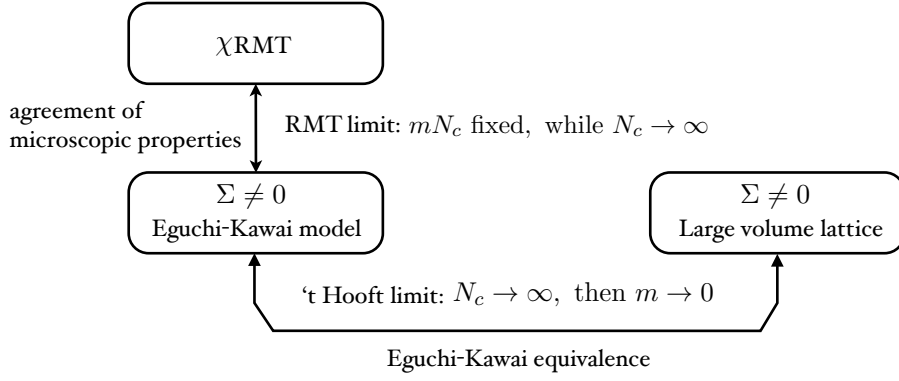 χRMT
agreement of
microscopic properties
RMT limit: mN_c fixed, while N_c → ∞
Σ ≠ 0
Eguchi-Kawai model
Σ ≠ 0
Large volume lattice
‘t Hooft limit: N_c → ∞, then m → 0
Eguchi-Kawai equivalence